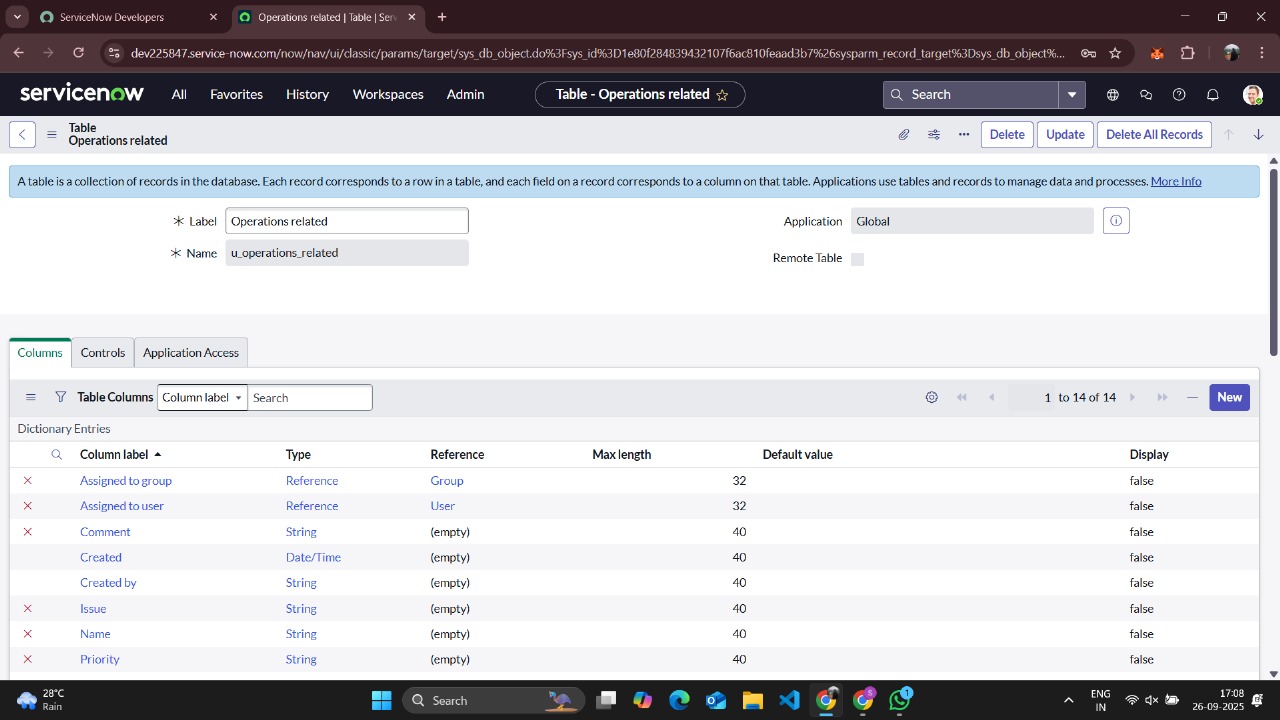 ServiceNow Developers
Operations related | Table | Serv
dev225847.service-now.com/now/nav/ui/classic/params/target/sys_db_object.do%3Fsys_id%3D1e80f284839432107f6ac810feaad3b7%26sysparm_record_target%3Dsys_db_object%...
servicenow All Favorites History Workspaces Admin Table - Operations related Search
Table
Operations related
Delete Update Delete All Records
A table is a collection of records in the database. Each record corresponds to a row in a table, and each field on a record corresponds to a column on that table. Applications use tables and records to manage data and processes. More Info
Label Operations related Application Global
Name u_operations_related Remote Table
Columns Controls Application Access
Table Columns Column label Search 1 to 14 of 14 New
Dictionary Entries
Column label Type Reference Max length Default value Display
Assigned to group Reference Group 32 false
Assigned to user Reference User 32 false
Comment String (empty) 40 false
Created Date/Time (empty) 40 false
Created by String (empty) 40 false
Issue String (empty) 40 false
Name String (empty) 40 false
Priority String (empty) 40 false
28°C
Rain
Search
ENG
IN
17:08
26-09-2025